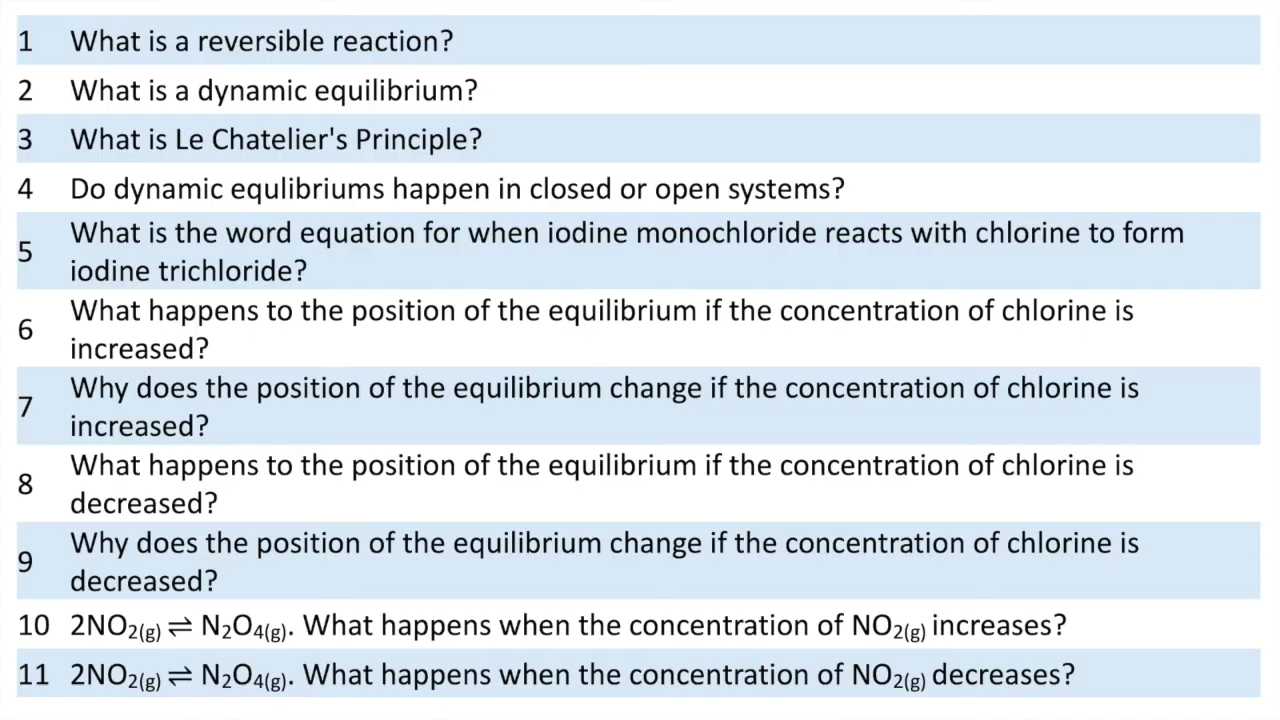 1 What is a reversible reaction?
2 What is a dynamic equilibrium?
3 What is Le Chatelier's Principle?
4 Do dynamic equlibriums happen in closed or open systems?
5 What is the word equation for when iodine monochloride reacts with chlorine to form
iodine trichloride?
6 What happens to the position of the equilibrium if the concentration of chlorine is
increased?
7 Why does the position of the equilibrium change if the concentration of chlorine is
increased?
8 What happens to the position of the equilibrium if the concentration of chlorine is
decreased?
9 Why does the position of the equilibrium change if the concentration of chlorine is
decreased?
10 2NO₂(g) ⇌ N₂O₄(g). What happens when the concentration of NO₂(g) increases?
11 2NO₂(g) ⇌ N₂O₄(g). What happens when the concentration of NO₂(g) decreases?